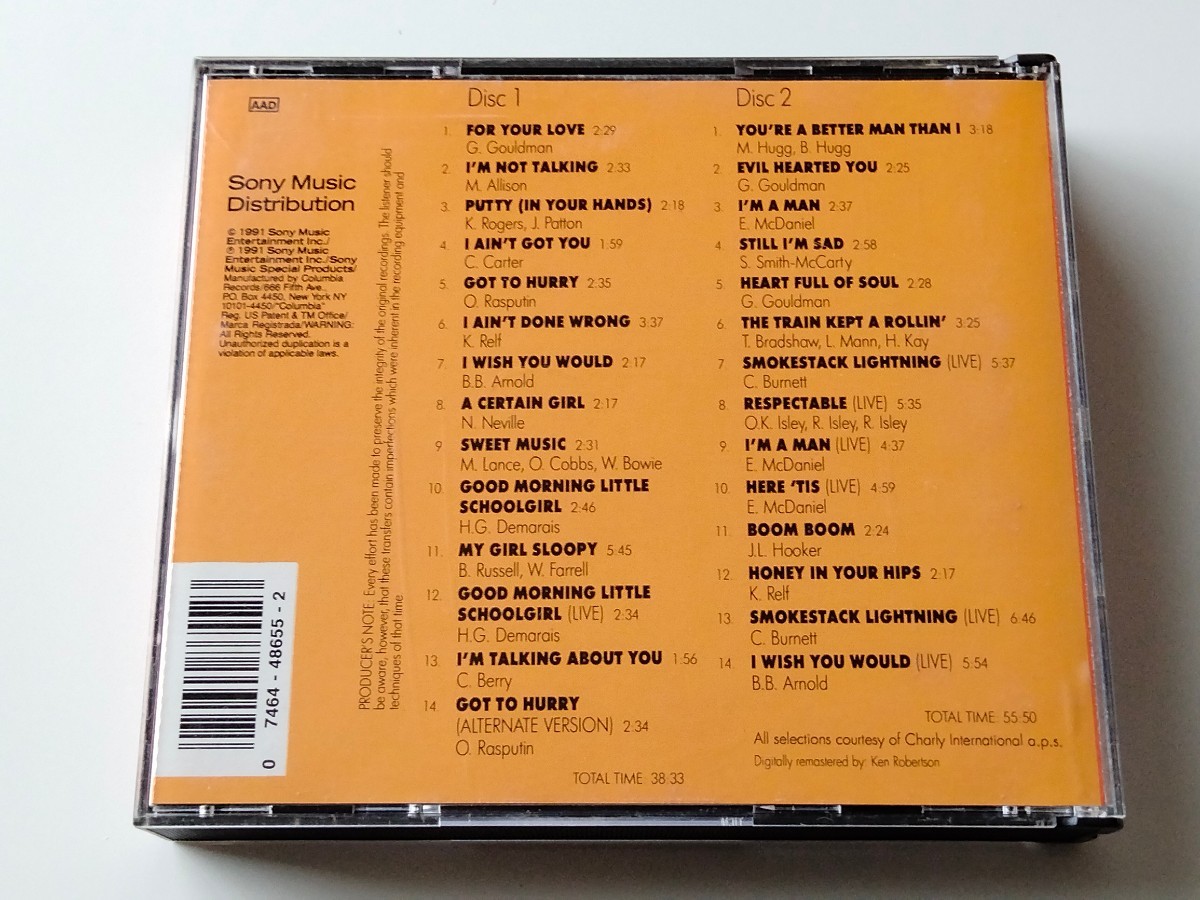 AAD
Sony Music
Distribution
© 1991 Sony Music
Entertainment Inc./
℗ 1991 Sony Music
Entertainment Inc./Sony
Music Special Products/
Manufactured by Columbia
Records/666 Fifth Ave.,
P.O. Box 4450, New York NY
10101-4450/"Columbia"
Reg. US Patent & TM Office/
Marca Registrada/WARNING:
All Rights Reserved.
Unauthorized duplication is a
violation of applicable laws.
PRODUCER'S NOTE: Every effort has been made to preserve the integrity of the original recordings. The listener should
be aware, however, that these transfers contain imperfections which were inherent in the recording equipment and
techniques of that time.
0 7464 - 48655 - 2
Disc 1
1. FOR YOUR LOVE 2:29
G. Gouldman
2. I'M NOT TALKING 2:33
M. Allison
3. PUTTY (IN YOUR HANDS) 2:18
K. Rogers, J. Patton
4. I AIN'T GOT YOU 1:59
C. Carter
5. GOT TO HURRY 2:35
O. Rasputin
6. I AIN'T DONE WRONG 3:37
K. Relf
7. I WISH YOU WOULD 2:17
B.B. Arnold
8. A CERTAIN GIRL 2:17
N. Neville
9 SWEET MUSIC 2:31
M. Lance, O. Cobbs, W. Bowie
10. GOOD MORNING LITTLE
SCHOOLGIRL 2:46
H.G. Demarais
11. MY GIRL SLOOPY 5:45
B. Russell, W. Farrell
12. GOOD MORNING LITTLE
SCHOOLGIRL (LIVE) 2:34
H.G. Demarais
13. I'M TALKING ABOUT YOU 1:56
C. Berry
14 GOT TO HURRY
(ALTERNATE VERSION) 2:34
O. Rasputin
TOTAL TIME 38:33
Disc 2
1. YOU'RE A BETTER MAN THAN I 3:18
M. Hugg, B. Hugg
2. EVIL HEARTED YOU 2:25
G. Gouldman
3. I'M A MAN 2:37
E. McDaniel
4. STILL I'M SAD 2:58
S. Smith-McCarty
5. HEART FULL OF SOUL 2:28
G. Gouldman
6. THE TRAIN KEPT A ROLLIN' 3:25
T. Bradshaw, L. Mann, H. Kay
7. SMOKESTACK LIGHTNING (LIVE) 5:37
C. Burnett
8. RESPECTABLE (LIVE) 5:35
O.K. Isley, R. Isley, R. Isley
9. I'M A MAN (LIVE) 4:37
E. McDaniel
10. HERE 'TIS (LIVE) 4:59
E. McDaniel
11. BOOM BOOM 2:24
J.L. Hooker
12. HONEY IN YOUR HIPS 2:17
K. Relf
13. SMOKESTACK LIGHTNING (LIVE) 6:46
C. Burnett
14 I WISH YOU WOULD (LIVE) 5:54
B.B. Arnold
TOTAL TIME 55:50
All selections courtesy of Charly International a.p.s.
Digitally remastered by: Ken Robertson